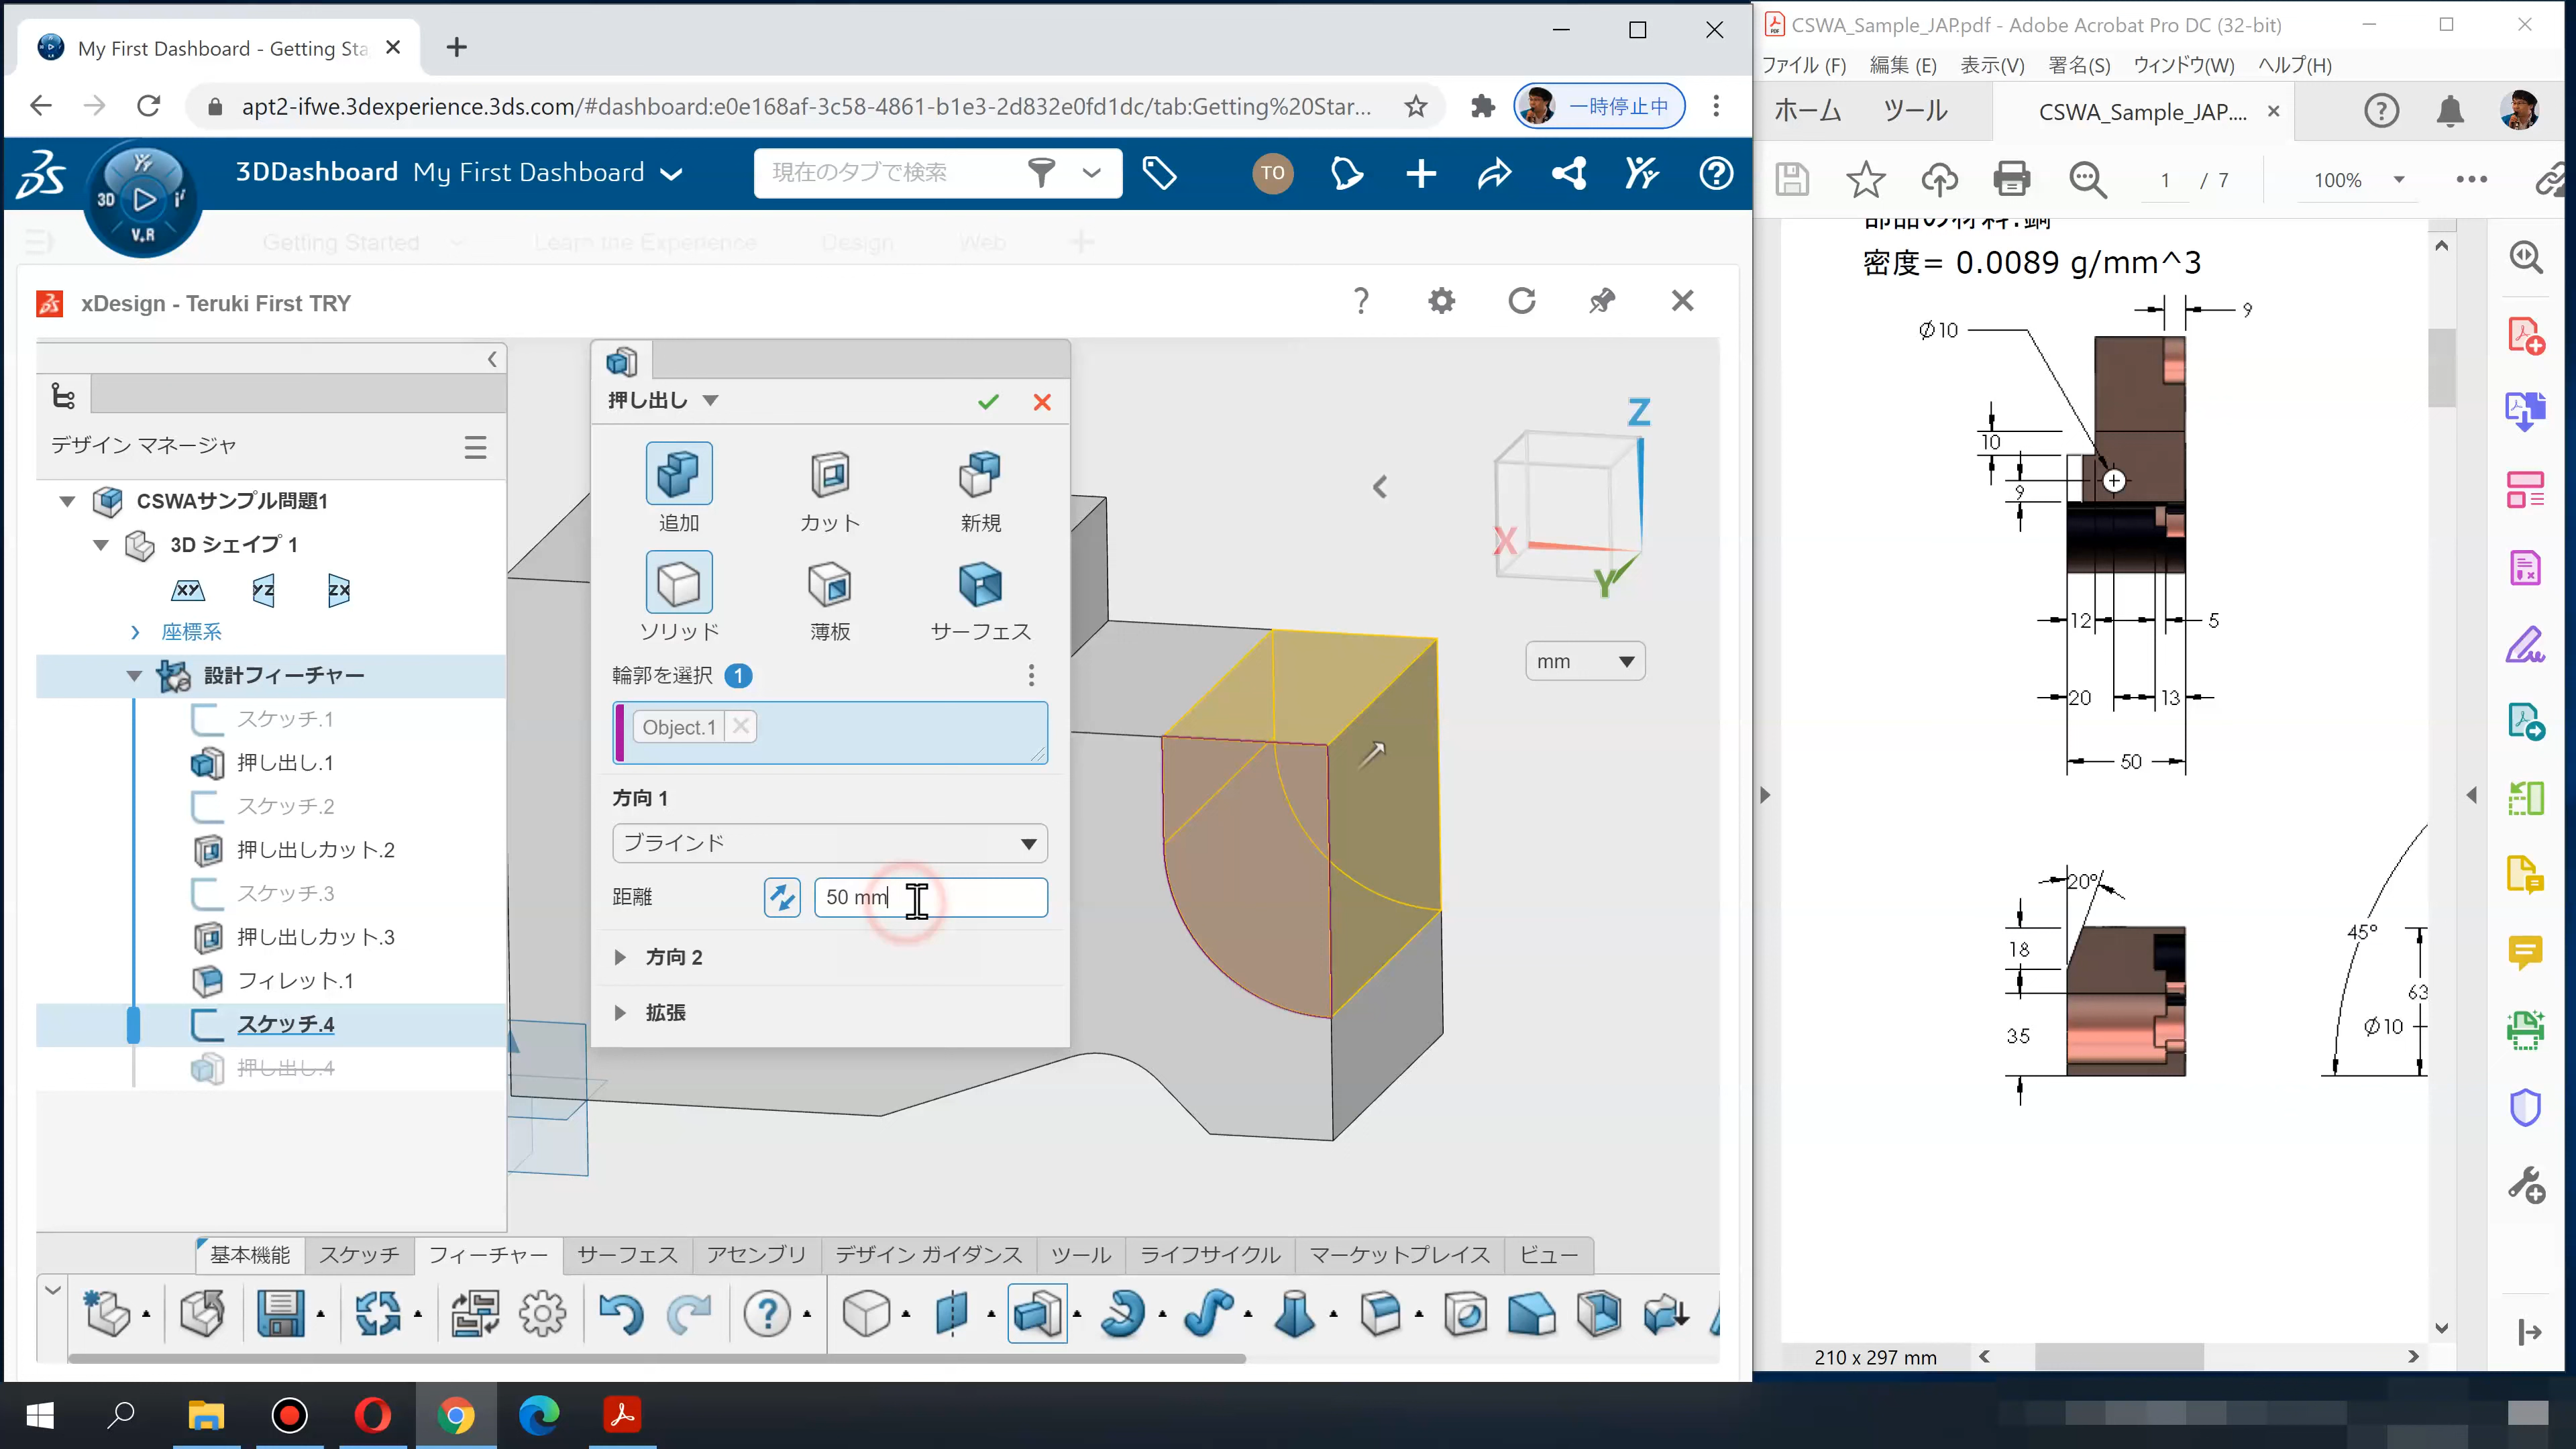 My First Dashboard - Getting Sta
apt2-ifwe.3dexperience.3ds.com/#dashboard:e0e168af-3c58-4861-b1e3-2d832e0fd1dc/tab:Getting%20Star...
一時停止中
3D
V.R
3DDashboard My First Dashboard
現在のタブで検索
TO
Getting Started
Learn the Experience
Design
Web
xDesign - Teruki First TRY
デザイン マネージャ
CSWAサンプル問題1
3D シェイプ 1
XY
YZ
ZX
座標系
設計フィーチャー
スケッチ.1
押し出し.1
スケッチ.2
押し出しカット.2
スケッチ.3
押し出しカット.3
フィレット.1
スケッチ.4
押し出し.4
押し出し
追加
カット
新規
ソリッド
薄板
サーフェス
輪郭を選択 1
Object.1
方向 1
ブラインド
距離
50 mm
方向 2
拡張
Z
X
Y
mm
基本機能
スケッチ
フィーチャー
サーフェス
アセンブリ
デザイン ガイダンス
ツール
ライフサイクル
マーケットプレイス
ビュー
CSWA_Sample_JAP.pdf - Adobe Acrobat Pro DC (32-bit)
ファイル (F) 編集 (E) 表示(V) 署名(S) ウィンドウ(W) ヘルプ(H)
ホーム
ツール
CSWA_Sample_JAP....
1 / 7
100%
部品の材料:銅
密度= 0.0089 g/mm^3
9
Ø10
10
9
12
5
20
13
50
20°
18
35
45°
63
Ø10
210 x 297 mm